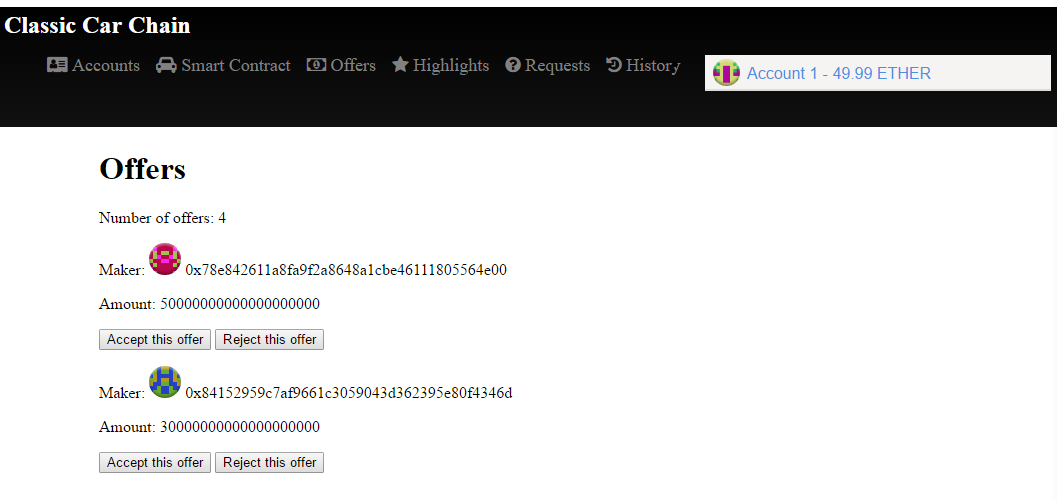 Classic Car Chain
Accounts Smart Contract Offers Highlights Requests History Account 1 - 49.99 ETHER
Offers
Number of offers: 4
Maker: 0x78e842611a8fa9f2a8648a1cbe46111805564e00
Amount: 50000000000000000000
Accept this offer Reject this offer
Maker: 0x84152959c7af9661c3059043d362395e80f4346d
Amount: 30000000000000000000
Accept this offer Reject this offer